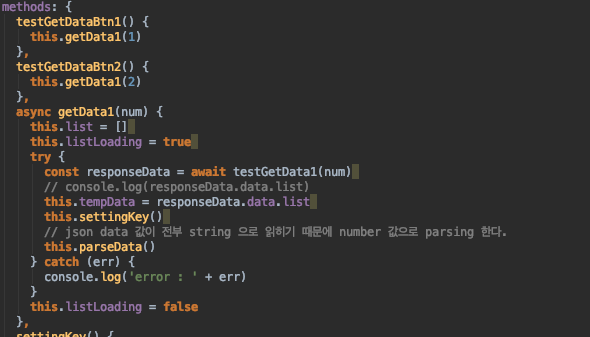 methods: {
  testGetDataBtn1() {
    this.getData1(1)
  },
  testGetDataBtn2() {
    this.getData1(2)
  },
  async getData1(num) {
    this.list = []
    this.listLoading = true
    try {
      const responseData = await testGetData1(num)
      // console.log(responseData.data.list)
      this.tempData = responseData.data.list
      this.settingKey()
      // json data 값이 전부 string 으로 읽히기 때문에 number 값으로 parsing 한다.
      this.parseData()
    } catch (err) {
      console.log('error : ' + err)
    }
    this.listLoading = false
  },
  settingKey() {